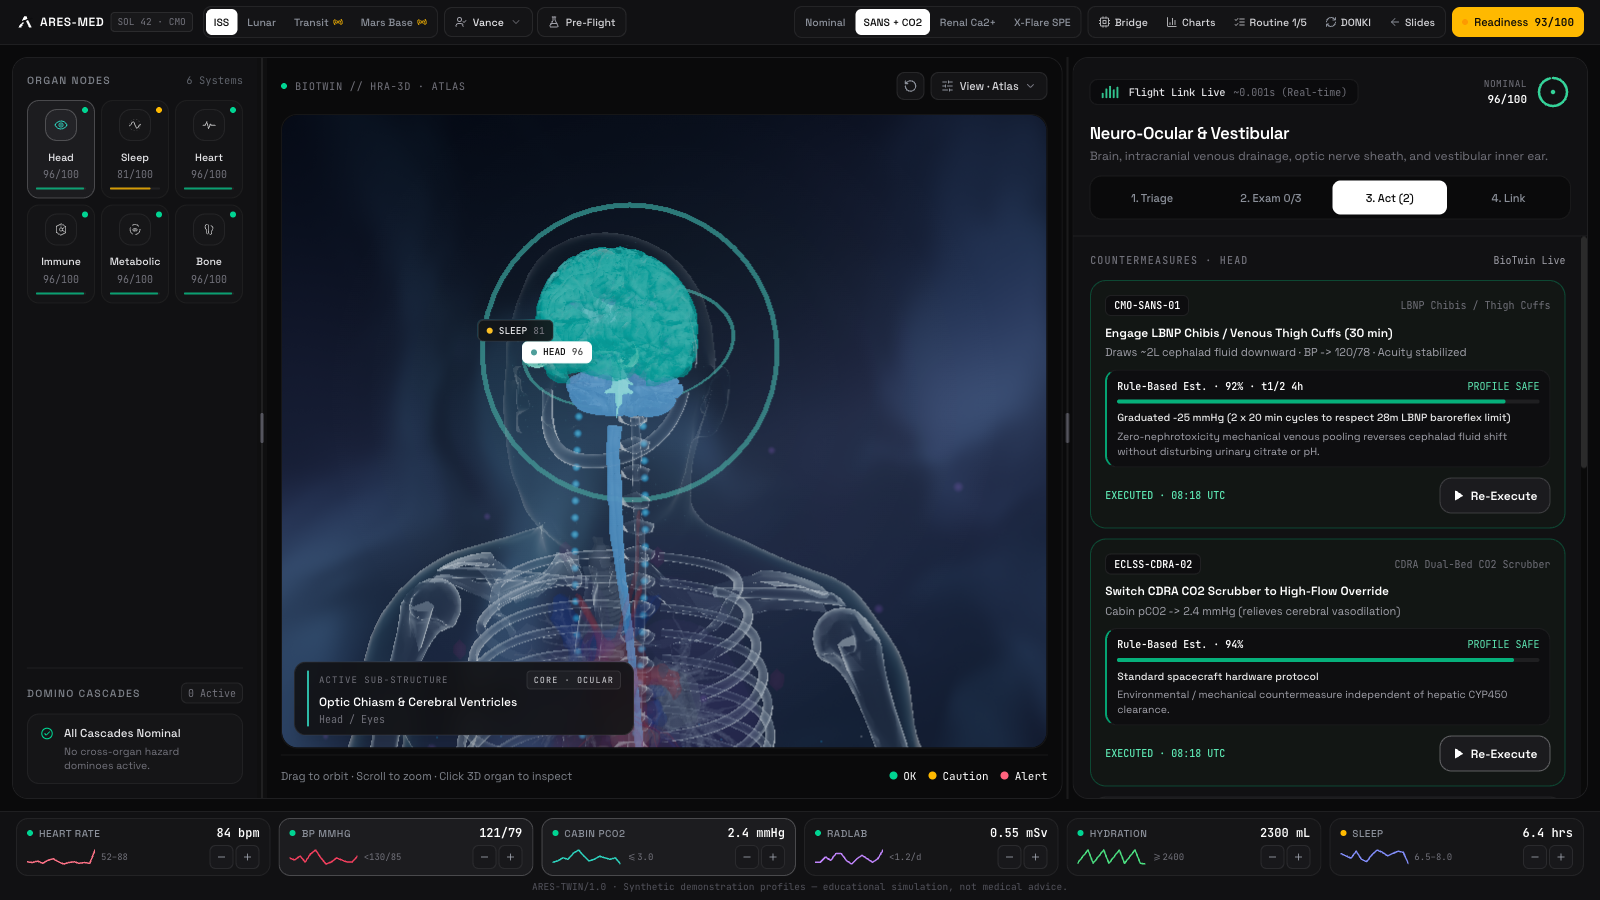 ARES-MED
SOL 42 · CMO
ISS
Lunar
Transit
Mars Base
Vance
Pre-Flight
Nominal
SANS + CO2
Renal Ca2+
X-Flare SPE
Bridge
Charts
Routine 1/5
DONKI
Slides
Readiness 93/100
ORGAN NODES
6 Systems
Head
96/100
Sleep
81/100
Heart
96/100
Immune
96/100
Metabolic
96/100
Bone
96/100
DOMINO CASCADES
0 Active
All Cascades Nominal
No cross-organ hazard
dominoes active.
BIOTWIN // HRA-3D · ATLAS
View · Atlas
SLEEP 81
HEAD 96
ACTIVE SUB-STRUCTURE
CORE · OCULAR
Optic Chiasm & Cerebral Ventricles
Head / Eyes
Drag to orbit · Scroll to zoom · Click 3D organ to inspect
OK
Caution
Alert
Flight Link Live ~0.001s (Real-time)
NOMINAL
96/100
Neuro-Ocular & Vestibular
Brain, intracranial venous drainage, optic nerve sheath, and vestibular inner ear.
1. Triage
2. Exam 0/3
3. Act (2)
4. Link
COUNTERMEASURES · HEAD
BioTwin Live
CMO-SANS-01
LBNP Chibis / Thigh Cuffs
Engage LBNP Chibis / Venous Thigh Cuffs (30 min)
Draws ~2L cephalad fluid downward · BP -> 120/78 · Acuity stabilized
Rule-Based Est. · 92% · t1/2 4h
PROFILE SAFE
Graduated -25 mmHg (2 x 20 min cycles to respect 28m LBNP baroreflex limit)
Zero-nephrotoxicity mechanical venous pooling reverses cephalad fluid shift
without disturbing urinary citrate or pH.
EXECUTED · 08:18 UTC
Re-Execute
ECLSS-CDRA-02
CDRA Dual-Bed CO2 Scrubber
Switch CDRA CO2 Scrubber to High-Flow Override
Cabin pCO2 -> 2.4 mmHg (relieves cerebral vasodilation)
Rule-Based Est. · 94%
PROFILE SAFE
Standard spacecraft hardware protocol
Environmental / mechanical countermeasure independent of hepatic CYP450
clearance.
EXECUTED · 08:18 UTC
Re-Execute
HEART RATE
84 bpm
52-88
BP MMHG
121/79
<130/85
CABIN PCO2
2.4 mmHg
≤3.0
RADLAB
0.55 mSv
<1.2/d
HYDRATION
2300 mL
≥2400
SLEEP
6.4 hrs
6.5-8.0
ARES-TWIN/1.0 · Synthetic demonstration profiles — educational simulation, not medical advice.